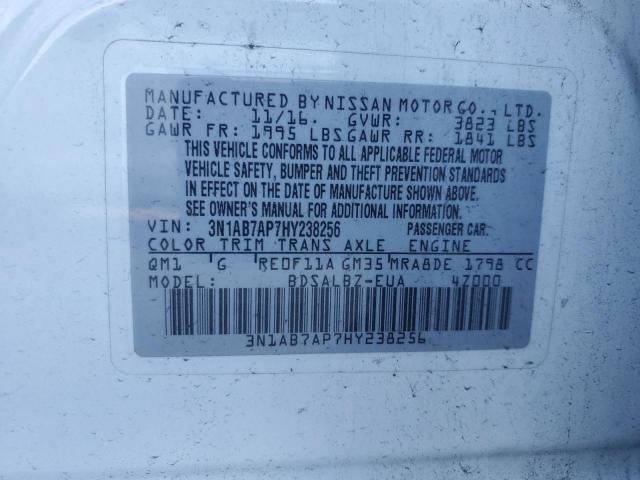 MANUFACTURED BY NISSAN MOTOR CO., LTD.
DATE: 11/16. GVWR: 3823 LBS
GAWR FR: 1995 LBS GAWR RR: 1841 LBS
THIS VEHICLE CONFORMS TO ALL APPLICABLE FEDERAL MOTOR
VEHICLE SAFETY, BUMPER AND THEFT PREVENTION STANDARDS
IN EFFECT ON THE DATE OF MANUFACTURE SHOWN ABOVE.
SEE OWNER'S MANUAL FOR ADDITIONAL INFORMATION.
VIN: 3N1AB7AP7HY238256 PASSENGER CAR.
COLOR TRIM TRANS AXLE ENGINE
QM1 G RE0F11A GM35 MRA8DE 1798 CC
MODEL: BDSALBZ-EUA 4Z000
3N1AB7AP7HY238256